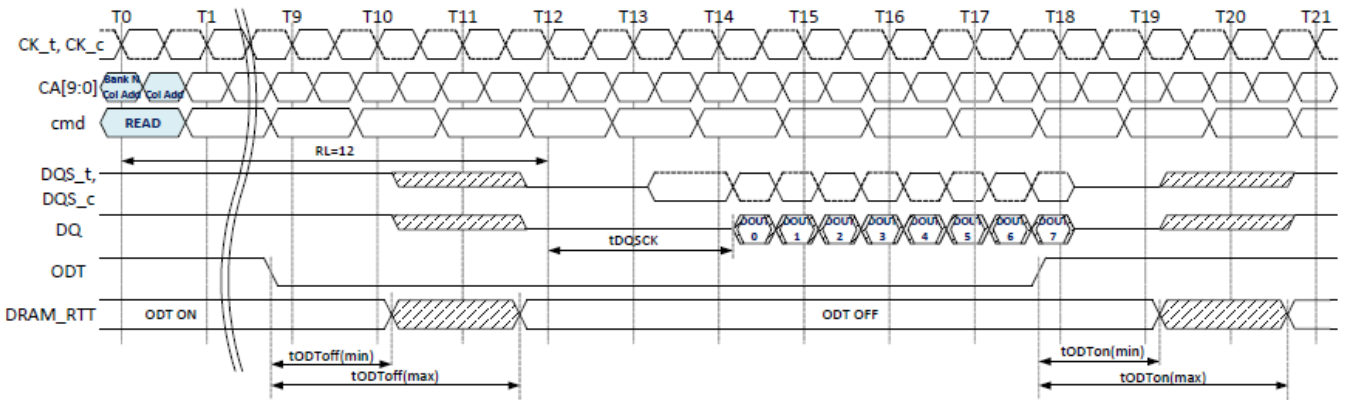 T0 T1 T9 T10 T11 T12 T13 T14 T15 T16 T17 T18 T19 T20 T21
CK_t, CK_c
CA[9:0] Bank N Col Add Col Add
cmd READ
RL=12
DQS_t,
DQS_c
DQ DOUT 0 DOUT 1 DOUT 2 DOUT 3 DOUT 4 DOUT 5 DOUT 6 DOUT 7
tDQSCK
ODT
DRAM_RTT ODT ON ODT OFF
tODToff(min) tODTon(min)
tODToff(max) tODTon(max)